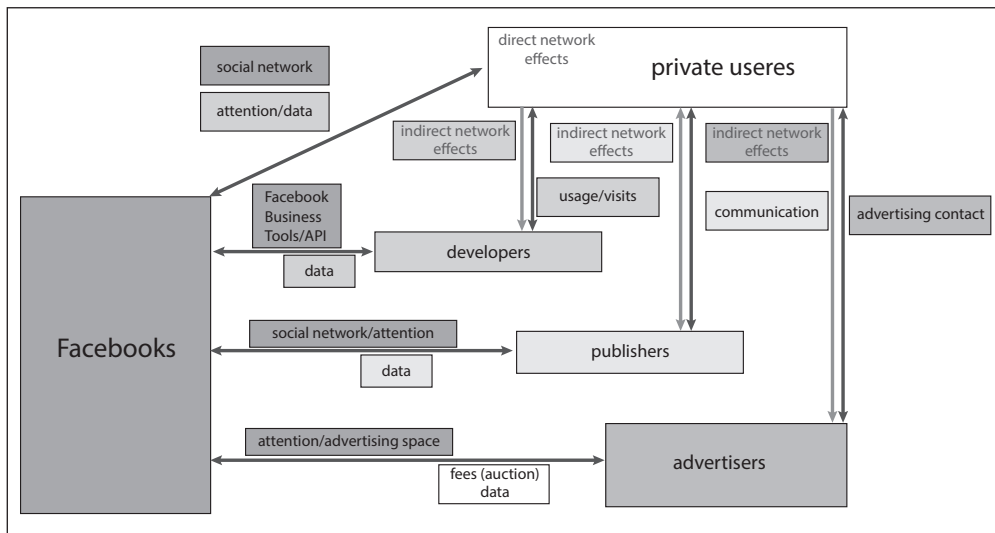 direct network
effects
private useres
social network
attention/data
indirect network
effects
indirect network
effects
indirect network
effects
usage/visits
communication
advertising contact
Facebook
Business
Tools/API
data
developers
Facebooks
social network/attention
data
publishers
attention/advertising space
fees (auction)
data
advertisers